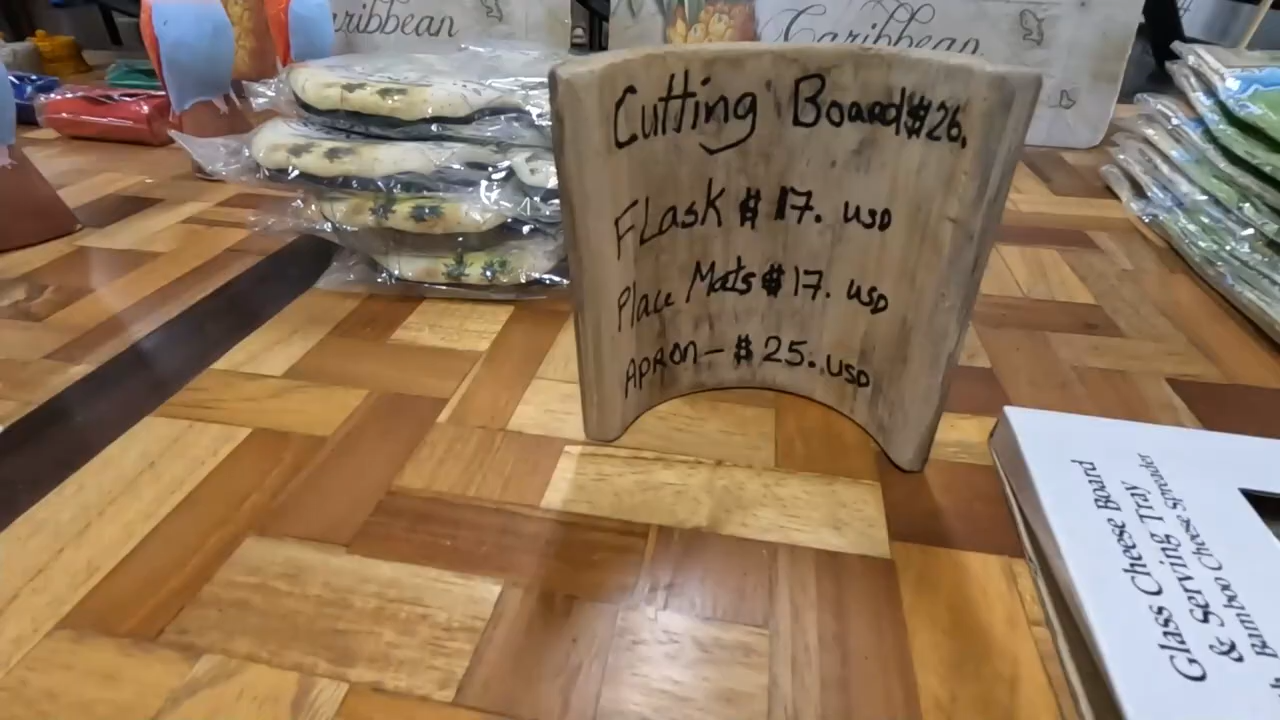 Caribbean
Caribbean
Cutting Board $26.
FLask $17. USD
Place Mats $17. USD
APRON - $25. USD
Glass Cheese Board
& Serving Tray
Bamboo Cheese Spreader